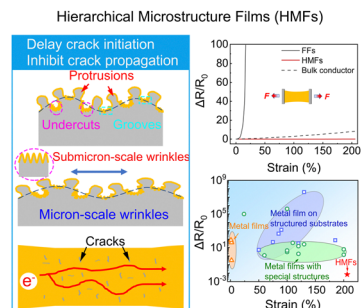 Hierarchical Microstructure Films (HMFs)
Delay crack initiation
Inhibit crack propagation
Protrusions
Undercuts
Grooves
Submicron-scale wrinkles
Micron-scale wrinkles
Cracks
e⁻
100
80
60
40
20
0
ΔR/R₀
FFs
HMFs
Bulk conductor
F
F
0 50 100 150 200
Strain (%)
10⁹
10⁵
10¹
10⁻³
ΔR/R₀
Metal films
Metal film on
structured substrates
Metal films with
special structures
HMFs
0 50 100 150 200
Strain (%)